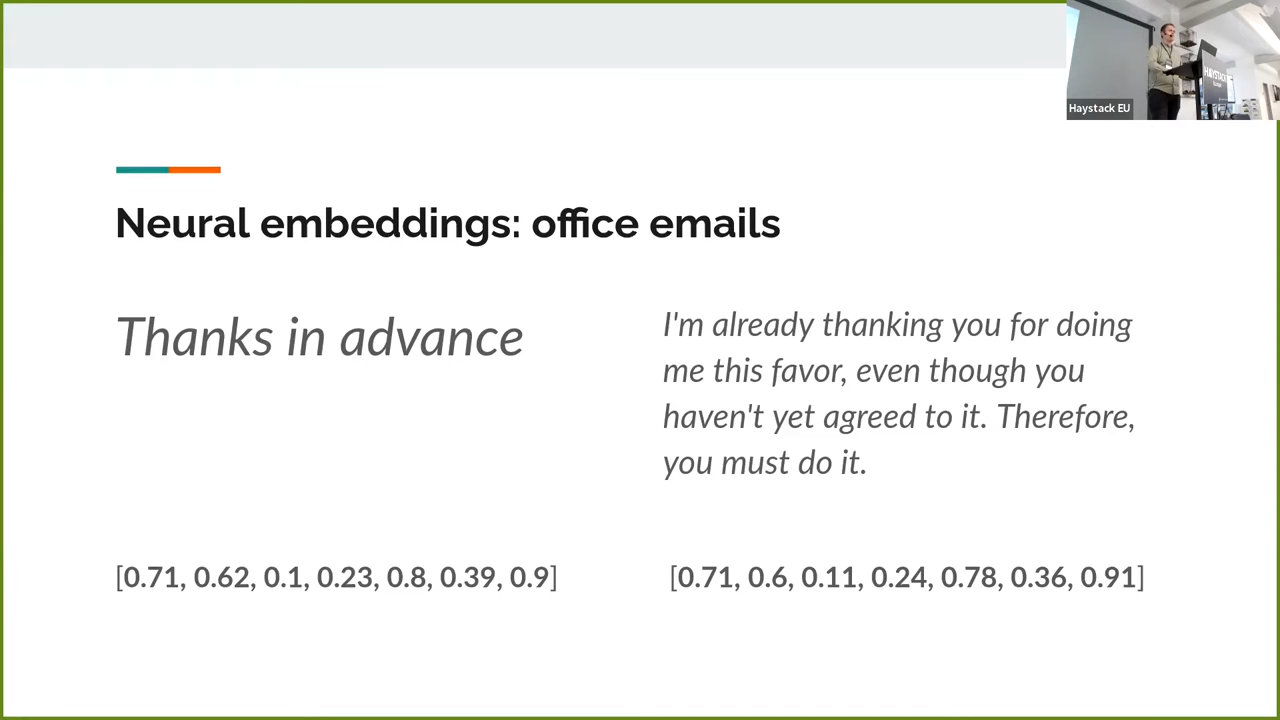 Haystack EU
Neural embeddings: office emails
Thanks in advance
I'm already thanking you for doing
me this favor, even though you
haven't yet agreed to it. Therefore,
you must do it.
[0.71, 0.62, 0.1, 0.23, 0.8, 0.39, 0.9]
[0.71, 0.6, 0.11, 0.24, 0.78, 0.36, 0.91]